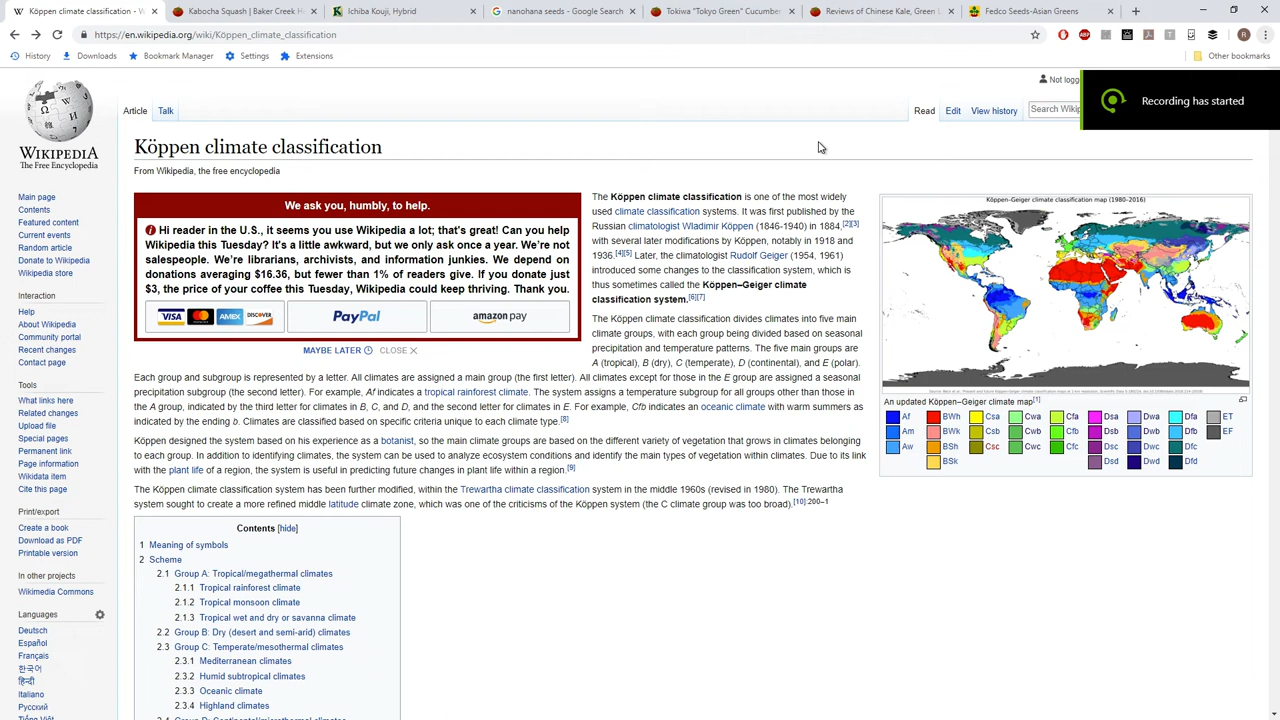 Köppen climate classification - W
Kabocha Squash | Baker Creek He
Ichiba Kouji, Hybrid
nanohana seeds - Google Search
Tokiwa "Tokyo Green" Cucumber
Reviews of Chinese Kale, Green L
Fedco Seeds-Asian Greens
https://en.wikipedia.org/wiki/Köppen_climate_classification
History Downloads Bookmark Manager Settings Extensions Other bookmarks
Not logg
Recording has started
Article Talk Read Edit View history Search Wikip
WIKIPEDIA
The Free Encyclopedia
Main page
Contents
Featured content
Current events
Random article
Donate to Wikipedia
Wikipedia store
Interaction
Help
About Wikipedia
Community portal
Recent changes
Contact page
Tools
What links here
Related changes
Upload file
Special pages
Permanent link
Page information
Wikidata item
Cite this page
Print/export
Create a book
Download as PDF
Printable version
In other projects
Wikimedia Commons
Languages
Deutsch
Español
Français
한국어
हिन्दी
Italiano
Русский
Tiếng Việt
Köppen climate classification
From Wikipedia, the free encyclopedia
We ask you, humbly, to help.
Hi reader in the U.S., it seems you use Wikipedia a lot; that's great! Can you help
Wikipedia this Tuesday? It's a little awkward, but we only ask once a year. We're not
salespeople. We're librarians, archivists, and information junkies. We depend on
donations averaging $16.36, but fewer than 1% of readers give. If you donate just
$3, the price of your coffee this Tuesday, Wikipedia could keep thriving. Thank you.
VISA AMEX DISCOVER PayPal amazon pay
MAYBE LATER CLOSE
The Köppen climate classification is one of the most widely
used climate classification systems. It was first published by the
Russian climatologist Wladimir Köppen (1846-1940) in 1884,[2][3]
with several later modifications by Köppen, notably in 1918 and
1936.[4][5] Later, the climatologist Rudolf Geiger (1954, 1961)
introduced some changes to the classification system, which is
thus sometimes called the Köppen–Geiger climate
classification system.[6][7]
The Köppen climate classification divides climates into five main
climate groups, with each group being divided based on seasonal
precipitation and temperature patterns. The five main groups are
A (tropical), B (dry), C (temperate), D (continental), and E (polar).
Each group and subgroup is represented by a letter. All climates are assigned a main group (the first letter). All climates except for those in the E group are assigned a seasonal
precipitation subgroup (the second letter). For example, Af indicates a tropical rainforest climate. The system assigns a temperature subgroup for all groups other than those in
the A group, indicated by the third letter for climates in B, C, and D, and the second letter for climates in E. For example, Cfb indicates an oceanic climate with warm summers as
indicated by the ending b. Climates are classified based on specific criteria unique to each climate type.[8]
Köppen designed the system based on his experience as a botanist, so the main climate groups are based on the different variety of vegetation that grows in climates belonging
to each group. In addition to identifying climates, the system can be used to analyze ecosystem conditions and identify the main types of vegetation within climates. Due to its link
with the plant life of a region, the system is useful in predicting future changes in plant life within a region.[9]
The Köppen climate classification system has been further modified, within the Trewartha climate classification system in the middle 1960s (revised in 1980). The Trewartha
system sought to create a more refined middle latitude climate zone, which was one of the criticisms of the Köppen system (the C climate group was too broad).[10]:200–1
Köppen-Geiger climate classification map (1980-2016)
An updated Köppen–Geiger climate map[1]
Af BWh Csa Cwa Cfa Dsa Dwa Dfa ET
Am BWk Csb Cwb Cfb Dsb Dwb Dfb EF
Aw BSh Csc Cwc Cfc Dsc Dwc Dfc
BSk Dsd Dwd Dfd
Contents [hide]
1 Meaning of symbols
2 Scheme
2.1 Group A: Tropical/megathermal climates
2.1.1 Tropical rainforest climate
2.1.2 Tropical monsoon climate
2.1.3 Tropical wet and dry or savanna climate
2.2 Group B: Dry (desert and semi-arid) climates
2.3 Group C: Temperate/mesothermal climates
2.3.1 Mediterranean climates
2.3.2 Humid subtropical climates
2.3.3 Oceanic climate
2.3.4 Highland climates
2.4 Group D: Continental/microthermal climates